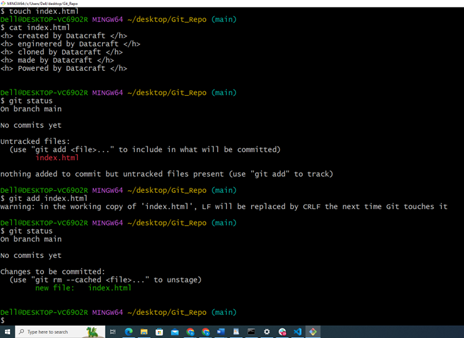 MINGW64:/c/Users/Dell/desktop/Git_Repo
$ touch index.html
Dell@DESKTOP-VC69O2R MINGW64 ~/desktop/Git_Repo (main)
$ cat index.html
<h> created by Datacraft </h>
<h> engineered by Datacraft </h>
<h> cloned by Datacraft </h>
<h> made by Datacraft </h>
<h> Powered by Datacraft </h>
Dell@DESKTOP-VC69O2R MINGW64 ~/desktop/Git_Repo (main)
$ git status
On branch main
No commits yet
Untracked files:
(use "git add <file>..." to include in what will be committed)
index.html
nothing added to commit but untracked files present (use "git add" to track)
Dell@DESKTOP-VC69O2R MINGW64 ~/desktop/Git_Repo (main)
$ git add index.html
warning: in the working copy of 'index.html', LF will be replaced by CRLF the next time Git touches it
Dell@DESKTOP-VC69O2R MINGW64 ~/desktop/Git_Repo (main)
$ git status
On branch main
No commits yet
Changes to be committed:
(use "git rm --cached <file>..." to unstage)
new file: index.html
Dell@DESKTOP-VC69O2R MINGW64 ~/desktop/Git_Repo (main)
$
Type here to search